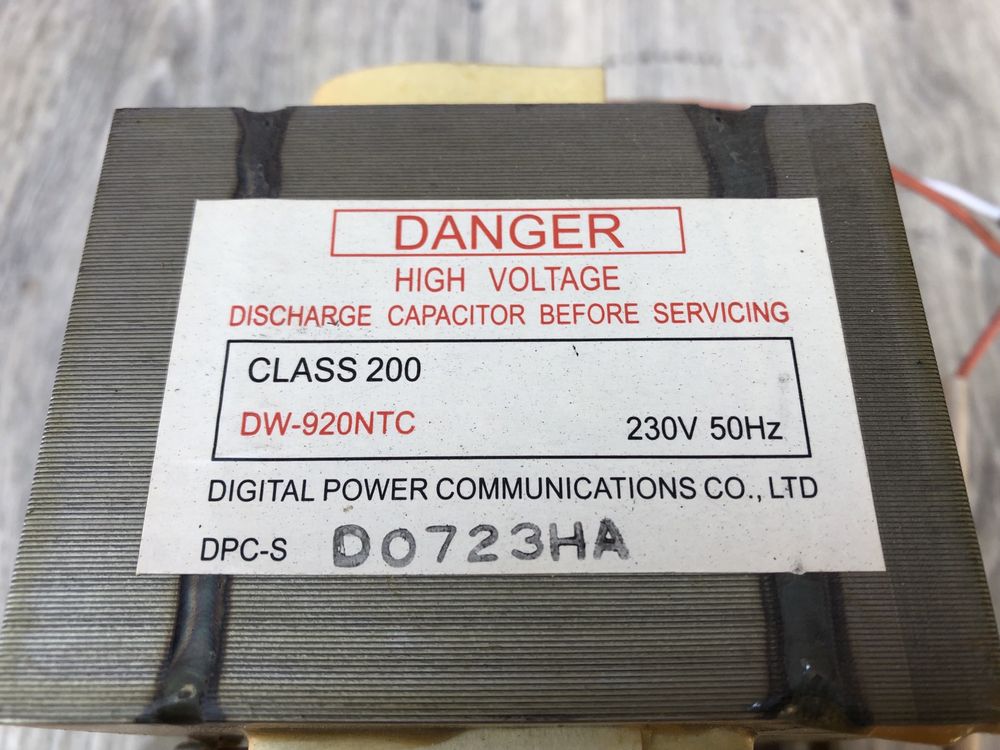 DANGER
HIGH VOLTAGE
DISCHARGE CAPACITOR BEFORE SERVICING
CLASS 200
DW-920NTC 230V 50Hz
DIGITAL POWER COMMUNICATIONS CO., LTD
DPC-S D0723HA